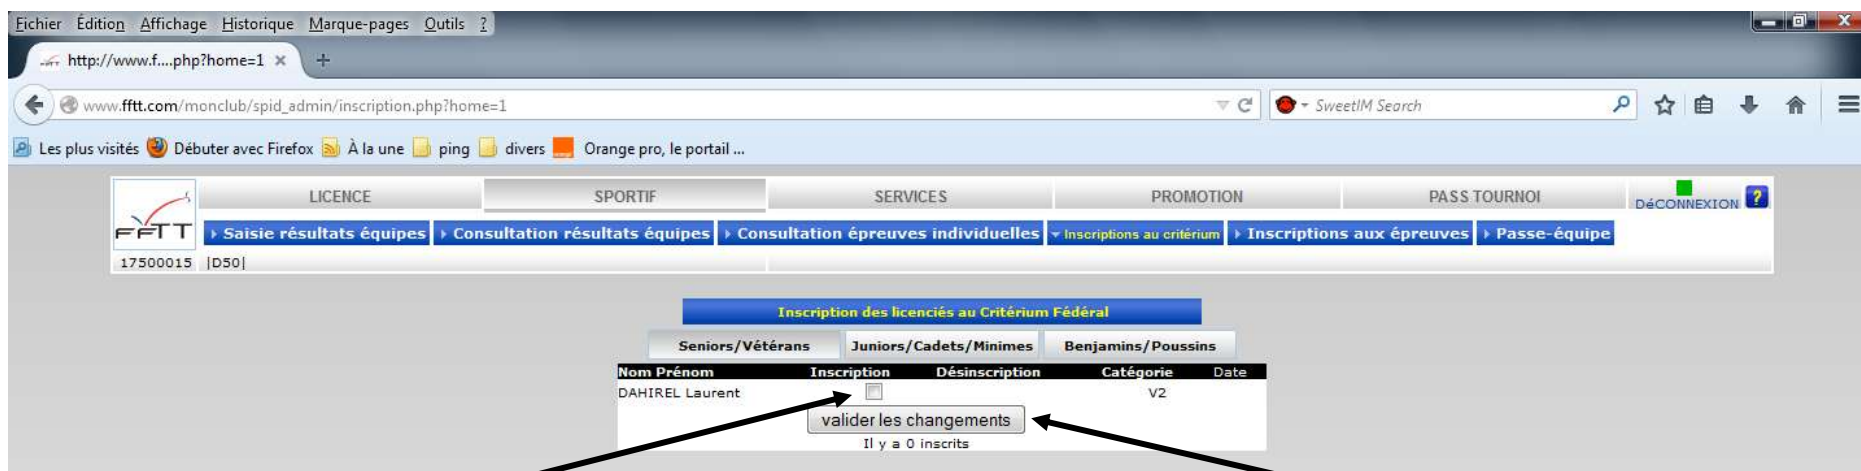 Fichier Édition Affichage Historique Marque-pages Outils ?
http://www.f....php?home=1 × +
www.fftt.com/monclub/spid_admin/inscription.php?home=1 SweetIM Search
Les plus visités Débuter avec Firefox À la une ping divers Orange pro, le portail ...
LICENCE SPORTIF SERVICES PROMOTION PASS TOURNOI DéCONNEXION ?
FFTT Saisie résultats équipes Consultation résultats équipes Consultation épreuves individuelles Inscriptions au critérium Inscriptions aux épreuves Passe-équipe
17500015 |D50|
Inscription des licenciés au Critérium Fédéral
Seniors/Vétérans Juniors/Cadets/Minimes Benjamins/Poussins
Nom Prénom Inscription Désinscription Catégorie Date
DAHIREL Laurent V2
valider les changements
Il y a 0 inscrits